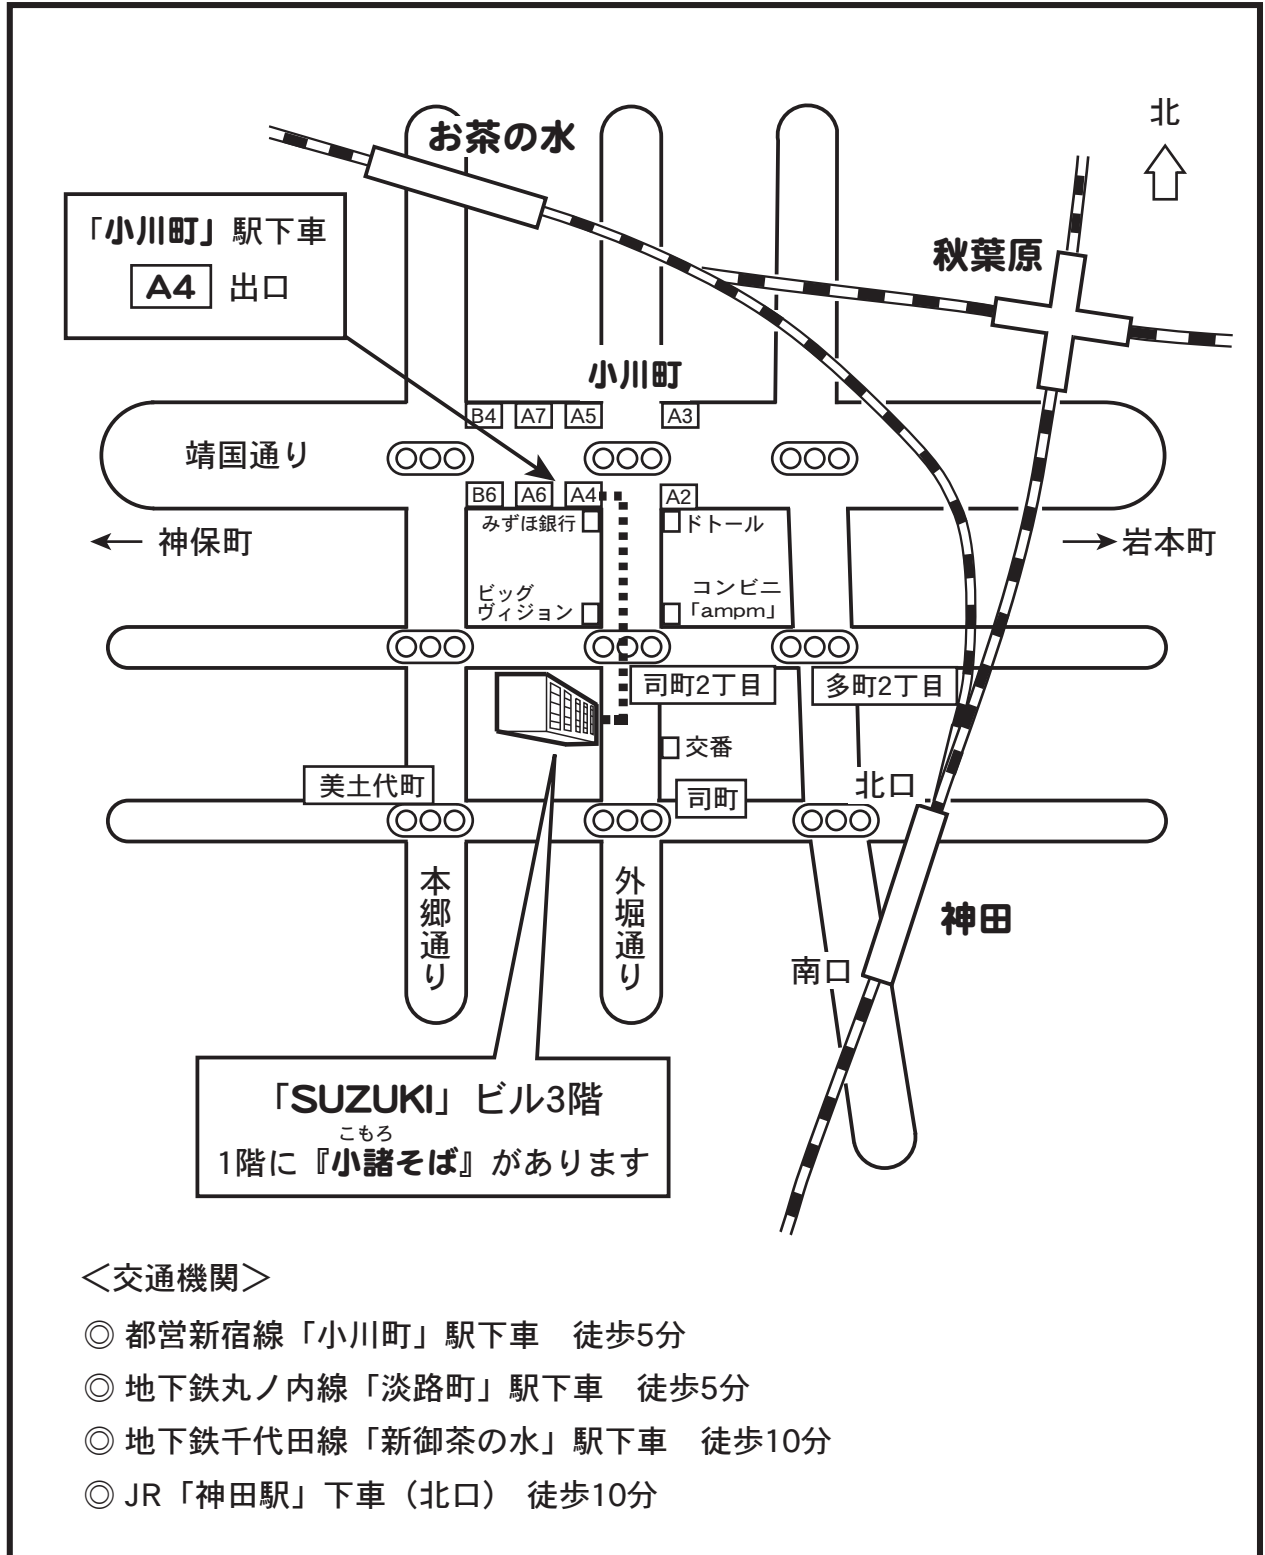 北
お茶の水
秋葉原
「小川町」駅下車
A4 出口
小川町
B4 A7 A5 A3
靖国通り
B6 A6 A4 A2
みずほ銀行 ドトール
← 神保町
→ 岩本町
ビッグ
ヴィジョン
コンビニ
「ampm」
司町2丁目
多町2丁目
交番
美土代町
司町
北口
本郷通り
外堀通り
神田
南口
「SUZUKI」ビル3階
こもろ
1階に『小諸そば』があります
＜交通機関＞
◎ 都営新宿線「小川町」駅下車　徒歩5分
◎ 地下鉄丸ノ内線「淡路町」駅下車　徒歩5分
◎ 地下鉄千代田線「新御茶の水」駅下車　徒歩10分
◎ JR「神田駅」下車（北口） 徒歩10分